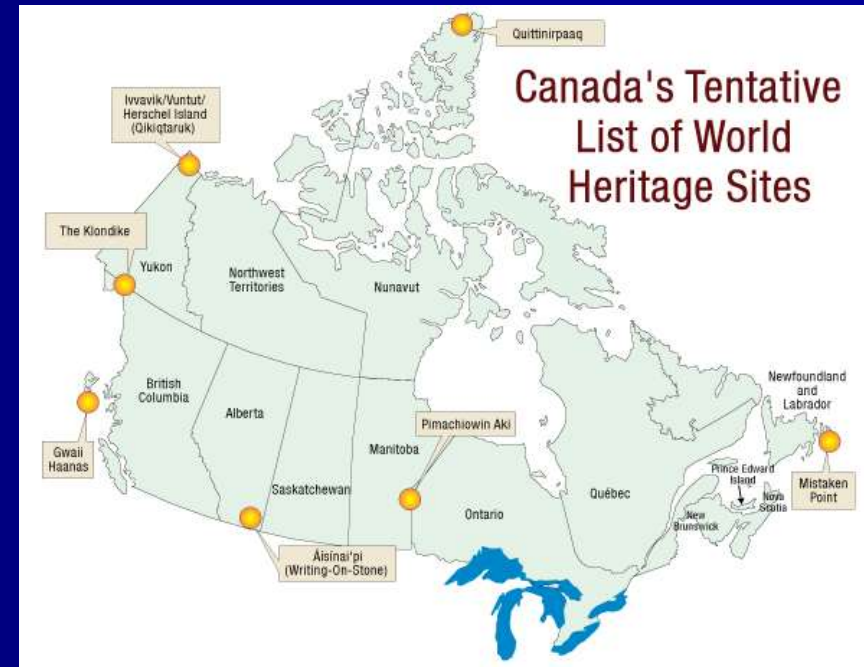 Quittinirpaaq
Canada's Tentative
List of World
Heritage Sites
Ivvavik/Vuntut/
Herschel Island
(Qikiqtaruk)
The Klondike
Yukon
Northwest
Territories
Nunavut
British
Columbia
Alberta
Gwaii
Haanas
Saskatchewan
Manitoba
Pimachiowin Aki
Ontario
Québec
Newfoundland
and
Labrador
Prince Edward
Island
Nova
Scotia
New
Brunswick
Mistaken
Point
Áísínai'pi
(Writing-On-Stone)